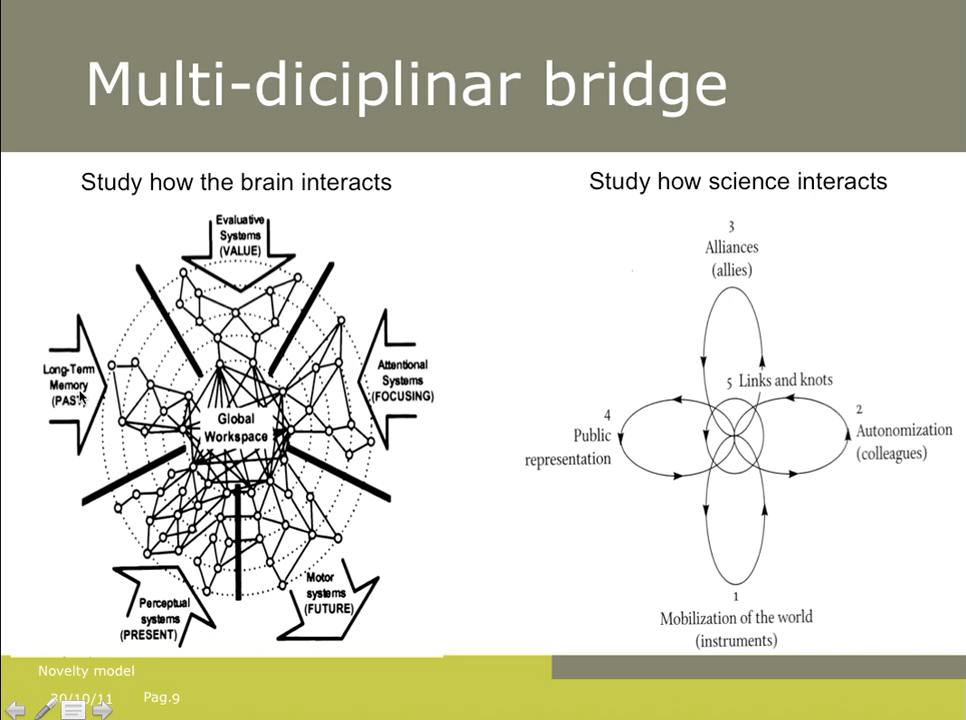 Multi-diciplinar bridge
Study how the brain interacts
Study how science interacts
Evaluative
Systems
(VALUE)
Long-Term
Memory
(PAST)
Attentional
Systems
(FOCUSING)
Global
Workspace
Perceptual
systems
(PRESENT)
Motor
systems
(FUTURE)
3
Alliances
(allies)
5 Links and knots
4
Public
representation
2
Autonomization
(colleagues)
1
Mobilization of the world
(instruments)
Novelty model
20/10/11 Pag.9